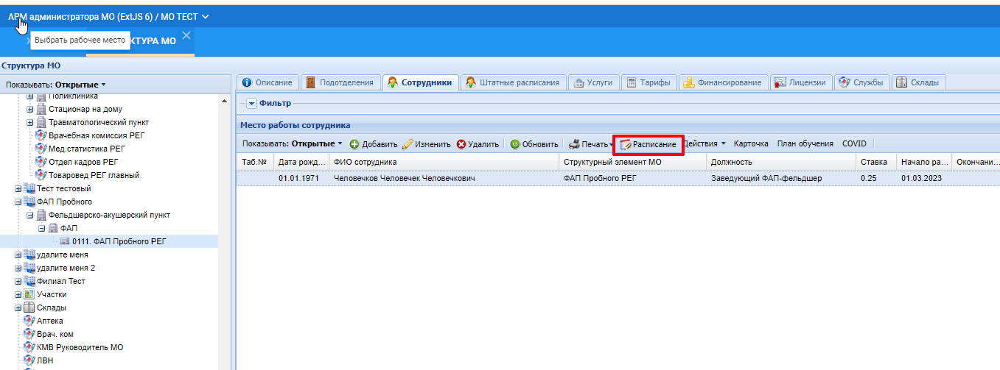 АРМ администратора МО (ExtJS 6) / МО ТЕСТ
Выбрать рабочее место
КТУРА МО
Структура МО
Показывать: Открытые
Описание Подотделения Сотрудники Штатные расписания Услуги Тарифы Финансирование Лицензии Службы Склады
Фильтр
Место работы сотрудника
Показывать: Открытые Добавить Изменить Удалить Обновить Печать Расписание Действия Карточка План обучения COVID
Таб.№ Дата рожд... ФИО сотрудника Структурный элемент МО Должность Ставка Начало ра... Окончани...
01.01.1971 Человечков Человечек Человечкович ФАП Пробного РЕГ Заведующий ФАП-фельдшер 0.25 01.03.2023
Поликлиника
Стационар на дому
Травматологический пункт
Врачебная комиссия РЕГ
Мед.статистика РЕГ
Отдел кадров РЕГ
Товаровед РЕГ главный
Тест тестовый
ФАП Пробного
Фельдшерско-акушерский пункт
ФАП
0111. ФАП Пробного РЕГ
удалите меня
удалите меня 2
Филиал Тест
Участки
Склады
Аптека
Врач. ком
КМВ Руководитель МО
ЛВН